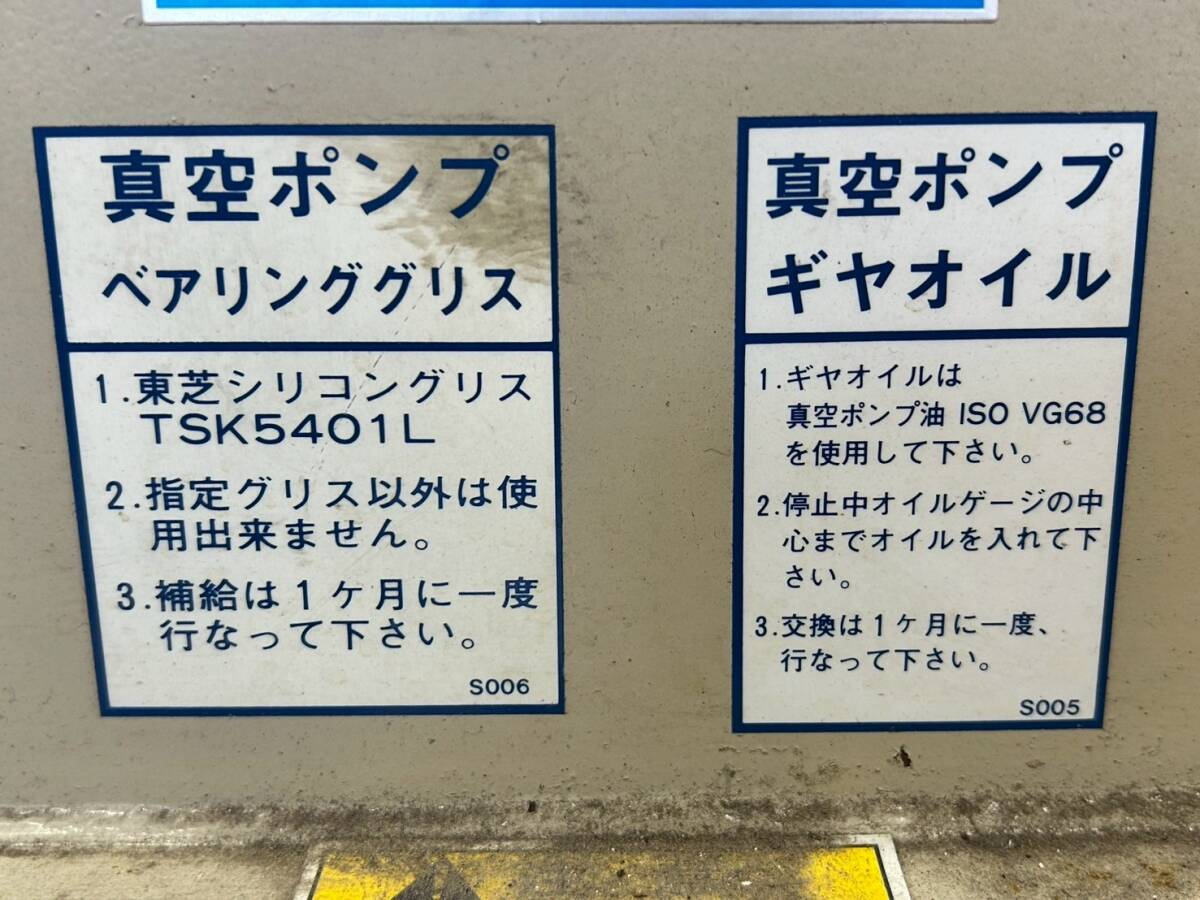 真空ポンプ
ベアリンググリス
1.東芝シリコングリス
TSK5401L
2.指定グリス以外は使
用出来ません。
3.補給は1ケ月に一度
行なって下さい。
S006
真空ポンプ
ギヤオイル
1.ギヤオイルは
真空ポンプ油 ISO VG68
を使用して下さい。
2.停止中オイルゲージの中
心までオイルを入れて下
さい。
3.交換は1ケ月に一度、
行なって下さい。
S005